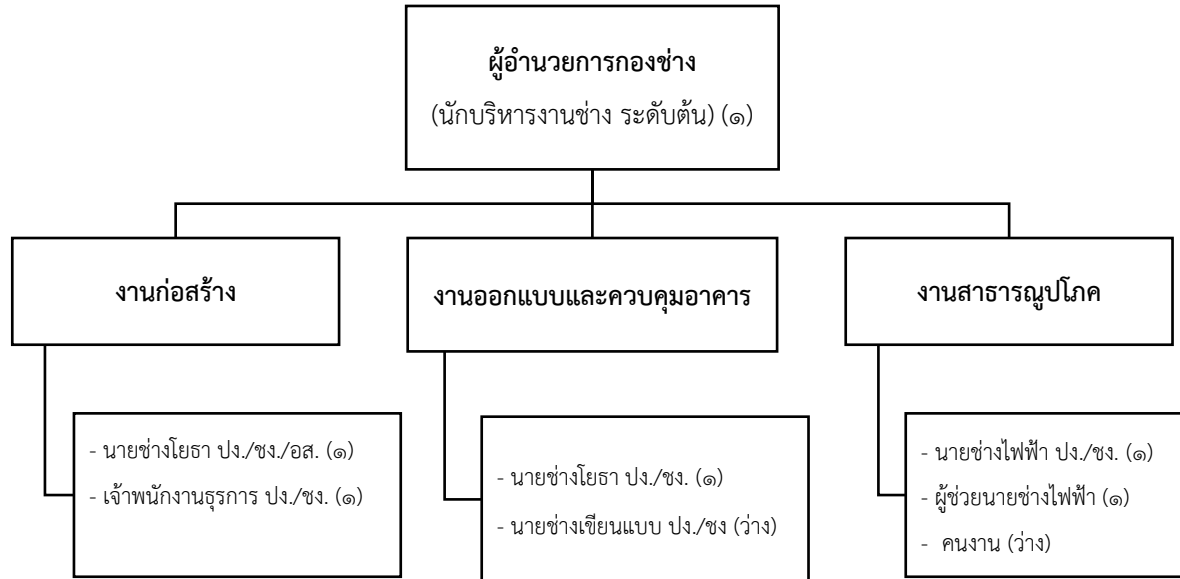 ผู้อำนวยการกองช่าง
(นักบริหารงานช่าง ระดับต้น) (๑)
งานก่อสร้าง
งานออกแบบและควบคุมอาคาร
งานสาธารณูปโภค
- นายช่างโยธา ปง./ชง./อส. (๑)
- เจ้าพนักงานธุรการ ปง./ชง. (๑)
- นายช่างโยธา ปง./ชง. (๑)
- นายช่างเขียนแบบ ปง./ชง (ว่าง)
- นายช่างไฟฟ้า ปง./ชง. (๑)
- ผู้ช่วยนายช่างไฟฟ้า (๑)
- คนงาน (ว่าง)